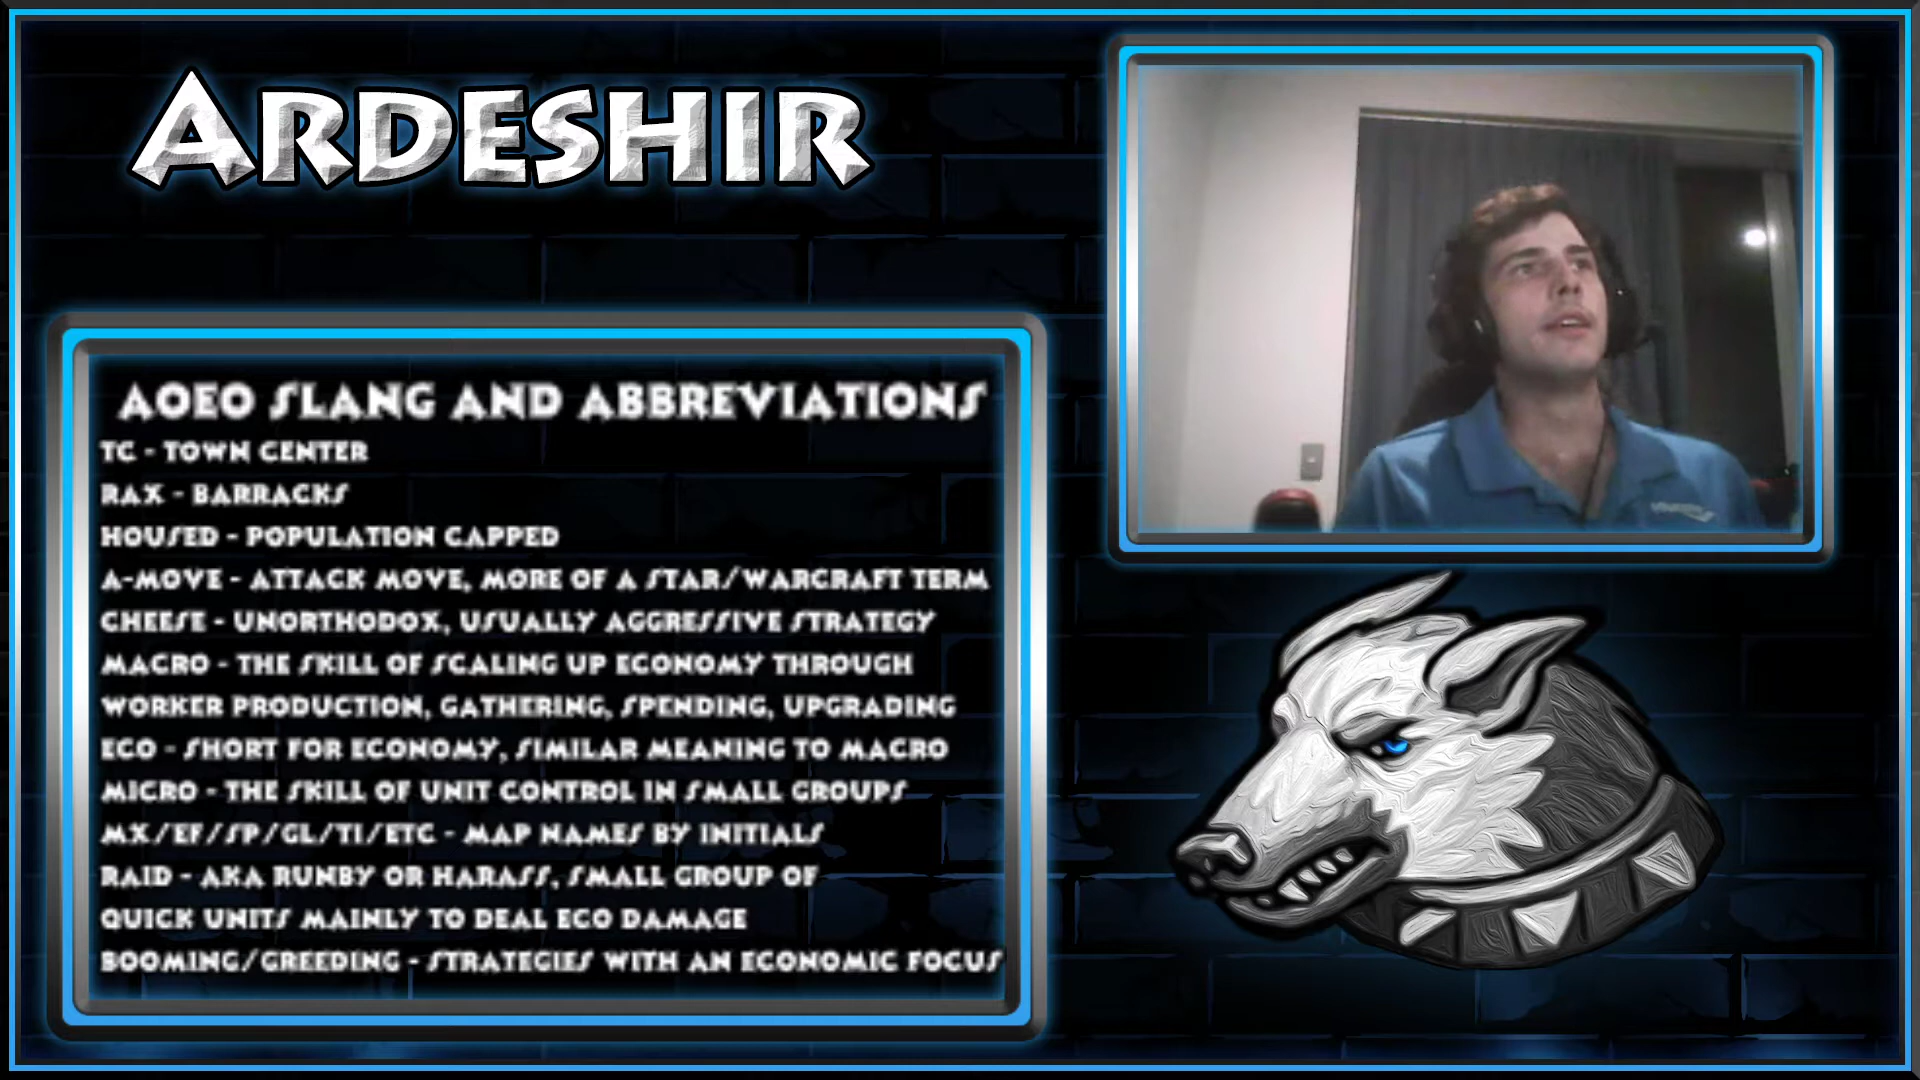 ARDESHIR
AOEO SLANG AND ABBREVIATIONS
TC - TOWN CENTER
RAX - BARRACKS
HOUSED - POPULATION CAPPED
A-MOVE - ATTACK MOVE, MORE OF A STAR/WARCRAFT TERM
CHEESE - UNORTHODOX, USUALLY AGGRESSIVE STRATEGY
MACRO - THE SKILL OF SCALING UP ECONOMY THROUGH
WORKER PRODUCTION, GATHERING, SPENDING, UPGRADING
ECO - SHORT FOR ECONOMY, SIMILAR MEANING TO MACRO
MICRO - THE SKILL OF UNIT CONTROL IN SMALL GROUPS
MX/EF/SP/GL/TI/ETC - MAP NAMES BY INITIALS
RAID - AKA RUNBY OR HARASS, SMALL GROUP OF
QUICK UNITS MAINLY TO DEAL ECO DAMAGE
BOOMING/GREEDING - STRATEGIES WITH AN ECONOMIC FOCUS